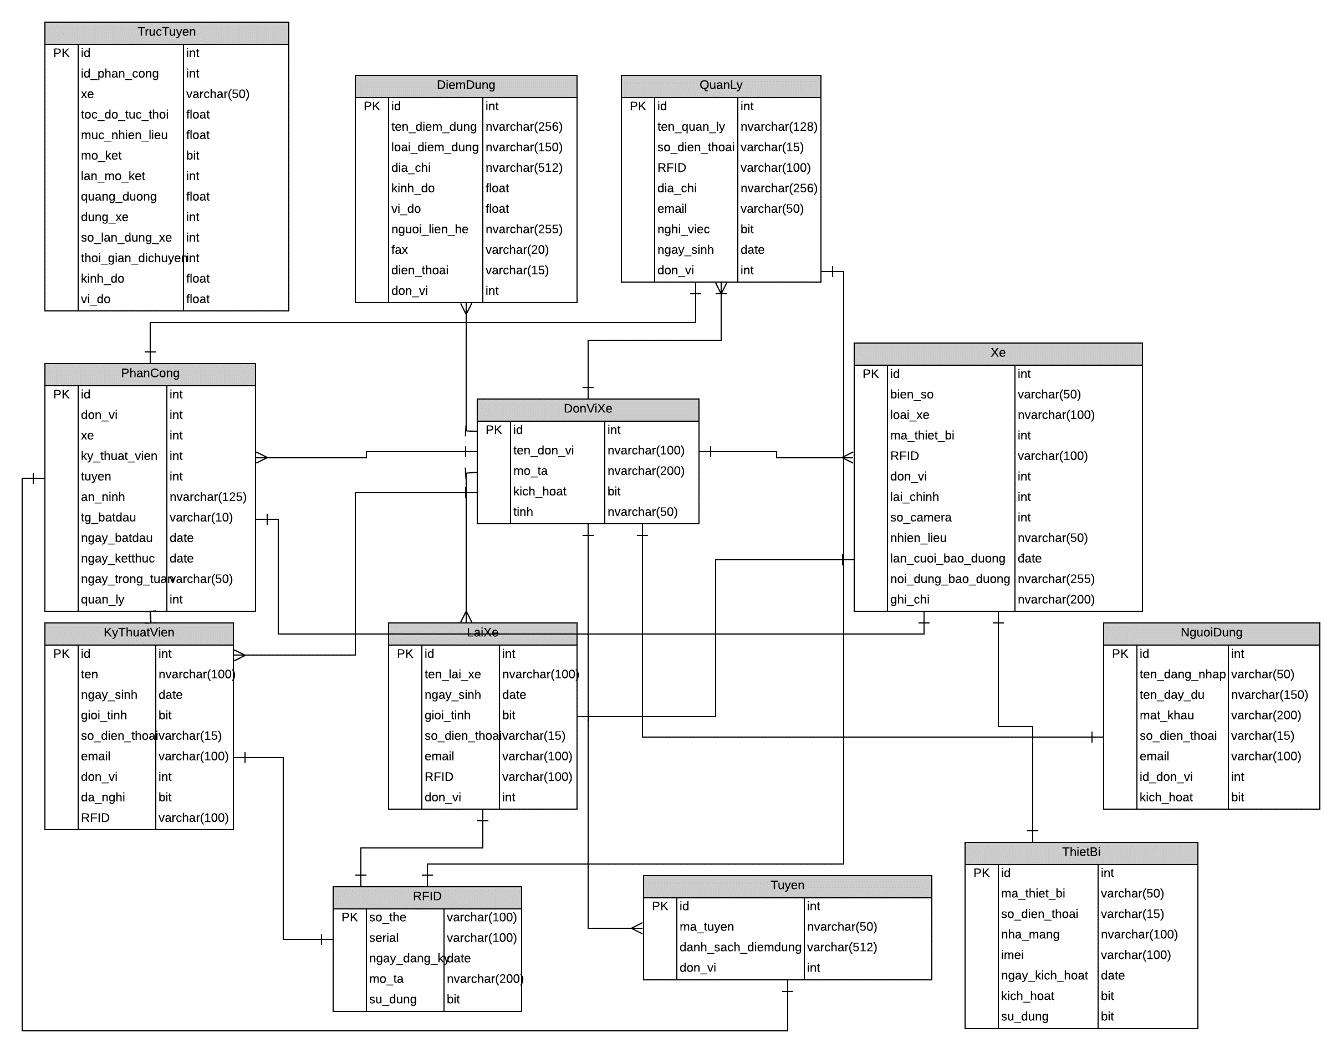 TrucTuyen
PK id int
id_phan_cong int
xe varchar(50)
toc_do_tuc_thoi float
muc_nhien_lieu float
mo_ket bit
lan_mo_ket int
quang_duong float
dung_xe int
so_lan_dung_xe int
thoi_gian_dichuyen int
kinh_do float
vi_do float
DiemDung
PK id int
ten_diem_dung nvarchar(256)
loai_diem_dung nvarchar(150)
dia_chi nvarchar(512)
kinh_do float
vi_do float
nguoi_lien_he nvarchar(255)
fax varchar(20)
dien_thoai varchar(15)
don_vi int
QuanLy
PK id int
ten_quan_ly nvarchar(128)
so_dien_thoai varchar(15)
RFID varchar(100)
dia_chi nvarchar(256)
email varchar(50)
nghi_viec bit
ngay_sinh date
don_vi int
PhanCong
PK id int
don_vi int
xe int
ky_thuat_vien int
tuyen int
an_ninh nvarchar(125)
tg_batdau varchar(10)
ngay_batdau date
ngay_ketthuc date
ngay_trong_tuan varchar(50)
quan_ly int
DonViXe
PK id int
ten_don_vi nvarchar(100)
mo_ta nvarchar(200)
kich_hoat bit
tinh nvarchar(50)
Xe
PK id int
bien_so varchar(50)
loai_xe nvarchar(100)
ma_thiet_bi int
RFID varchar(100)
don_vi int
lai_chinh int
so_camera int
nhien_lieu nvarchar(50)
lan_cuoi_bao_duong đate
noi_dung_bao_duong nvarchar(255)
ghi_chi nvarchar(200)
KyThuatVien
PK id int
ten nvarchar(100)
ngay_sinh date
gioi_tinh bit
so_dien_thoai varchar(15)
email varchar(100)
don_vi int
da_nghi bit
RFID varchar(100)
LaiXe
PK id int
ten_lai_xe nvarchar(100)
ngay_sinh date
gioi_tinh bit
so_dien_thoai varchar(15)
email varchar(100)
RFID varchar(100)
don_vi int
NguoiDung
PK id int
ten_dang_nhap varchar(50)
ten_day_du nvarchar(150)
mat_khau varchar(200)
so_dien_thoai varchar(15)
email varchar(100)
id_don_vi int
kich_hoat bit
RFID
PK so_the varchar(100)
serial varchar(100)
ngay_dang_ky date
mo_ta nvarchar(200)
su_dung bit
Tuyen
PK id int
ma_tuyen nvarchar(50)
danh_sach_diemdung varchar(512)
don_vi int
ThietBi
PK id int
ma_thiet_bi varchar(50)
so_dien_thoai varchar(15)
nha_mang nvarchar(100)
imei varchar(100)
ngay_kich_hoat date
kich_hoat bit
su_dung bit